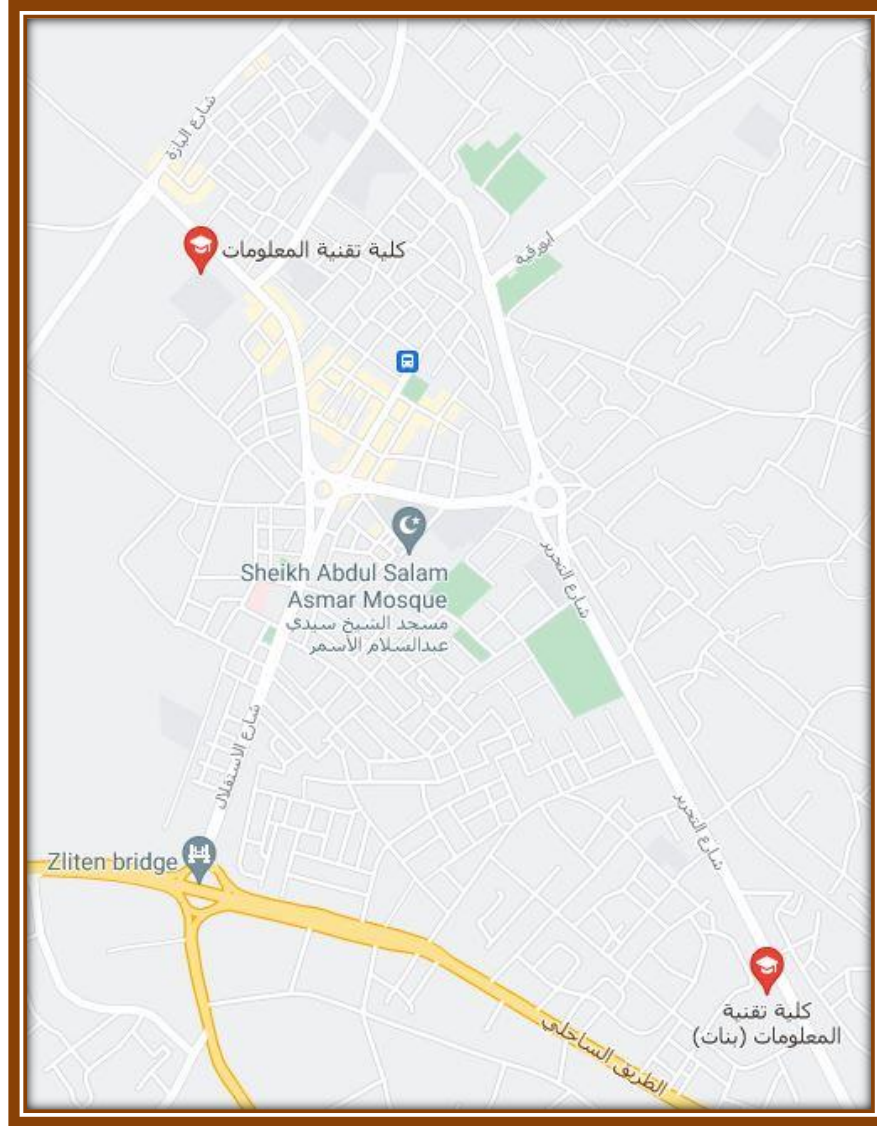 شارع البازة
كلية تقنية المعلومات
ابورقية
شارع التحرير
Sheikh Abdul Salam
Asmar Mosque
مسجد الشيخ سيدي
عبدالسلام الأسمر
شارع الاستقلال
شارع التحرير
Zliten bridge
كلية تقنية
المعلومات (بنات)
الطريق الساحلي